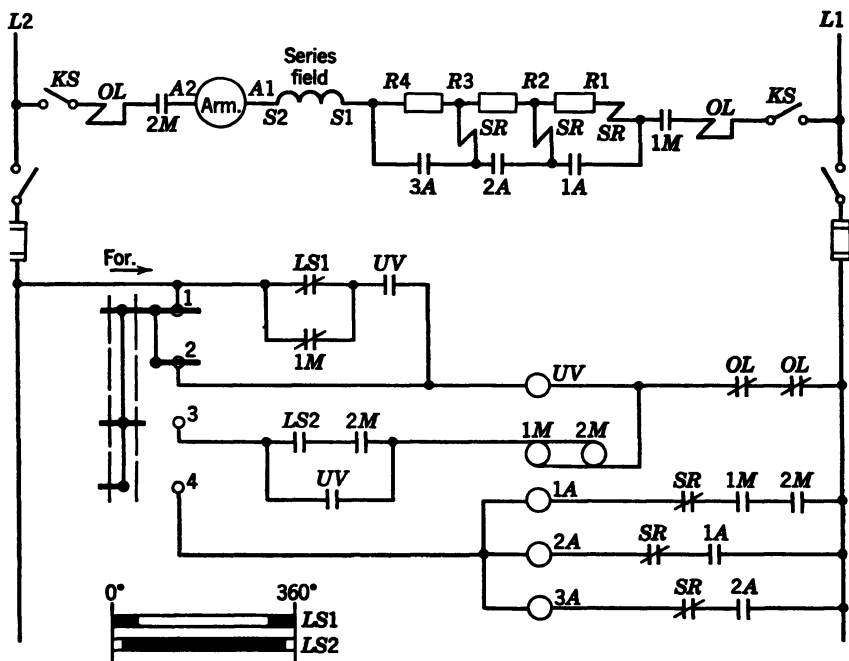 L2 L1
Series
field
KS OL A2 Arm. A1 S2 S1 R4 R3 R2 R1 OL KS
2M SR SR SR 1M
3A 2A 1A
For. LS1 UV
1
1M
2
UV OL OL
3 LS2 2M 1M 2M
UV
4 1A SR 1M 2M
2A SR 1A
3A SR 2A
0° 360°
LS1
LS2